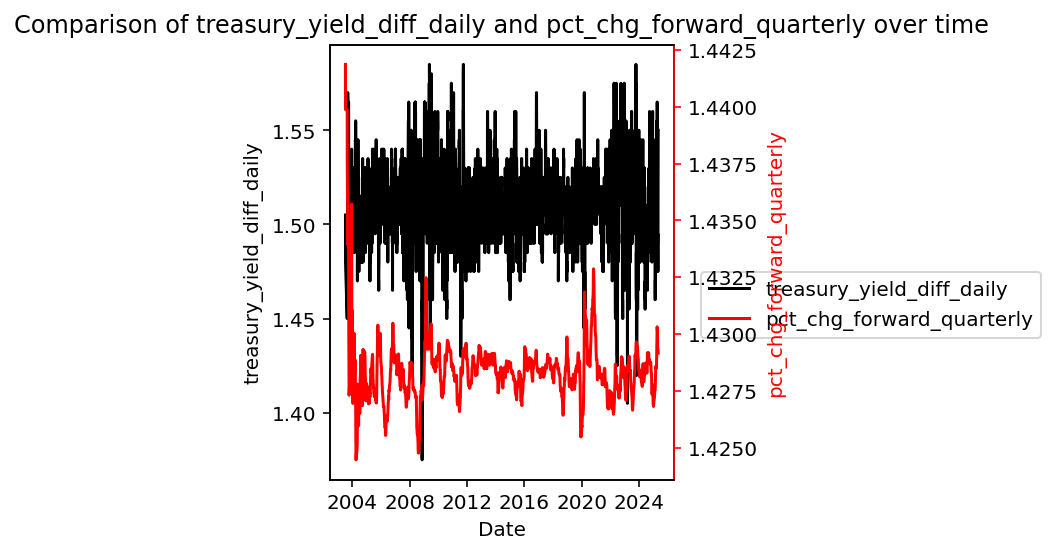 Comparison of treasury_yield_diff_daily and pct_chg_forward_quarterly over time
treasury_yield_diff_daily
1.55
1.50
1.45
1.40
2004 2008 2012 2016 2020 2024
Date
1.4425
1.4400
1.4375
1.4350
1.4325
1.4300
1.4275
1.4250
pct_chg_forward_quarterly
treasury_yield_diff_daily
pct_chg_forward_quarterly